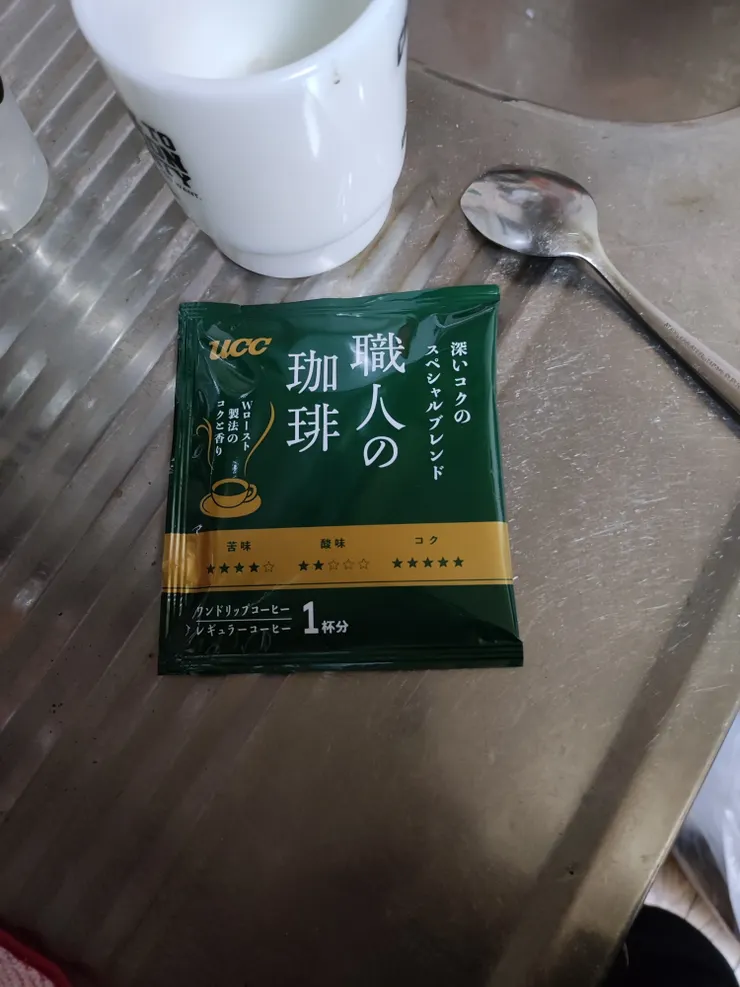 TO
UN
TY
ucc
深いコクの
スペシャルブレンド
職人の
珈琲
Wロースト
製法の
コクと香り
苦味 酸味 コク
★★★★☆ ★★☆☆☆ ★★★★★
ワンドリップコーヒー
レギュラーコーヒー
1杯分